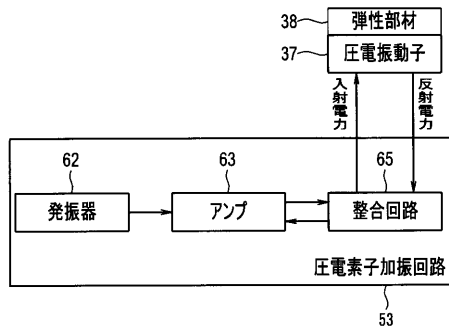 38
弾性部材
37
圧電振動子
入射電力
反射電力
62
63
65
発振器
アンプ
整合回路
圧電素子加振回路
53